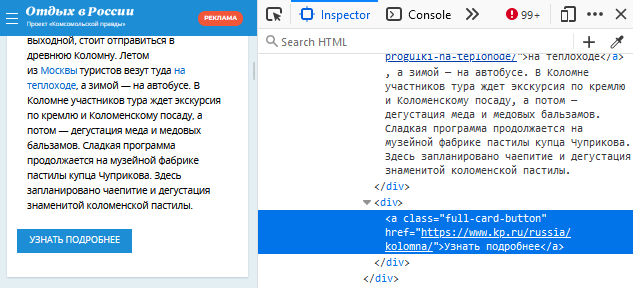 Отдых в России
Проект «Комсомольской правды»
РЕКЛАМА
выходной, стоит отправиться в
древнюю Коломну. Летом
из Москвы туристов везут туда на
теплоходе, а зимой — на автобусе. В
Коломне участников тура ждет экскурсия
по кремлю и Коломенскому посаду, а
потом — дегустация меда и медовых
бальзамов. Сладкая программа
продолжается на музейной фабрике
пастилы купца Чуприкова. Здесь
запланировано чаепитие и дегустация
знаменитой коломенской пастилы.
УЗНАТЬ ПОДРОБНЕЕ
Inspector
Console
99+
Search HTML
progulki-na-teplohode/">на теплоходе</a>
, а зимой — на автобусе. В Коломне
участников тура ждет экскурсия по кремлю
и Коломенскому посаду, а потом —
дегустация меда и медовых бальзамов.
Сладкая программа продолжается на
музейной фабрике пастилы купца Чуприкова.
Здесь запланировано чаепитие и дегустация
знаменитой коломенской пастилы.
</div>
<div>
<a class="full-card-button"
href="https://www.kp.ru/russia/
kolomna/">Узнать подробнее</a>
</div>
</div>